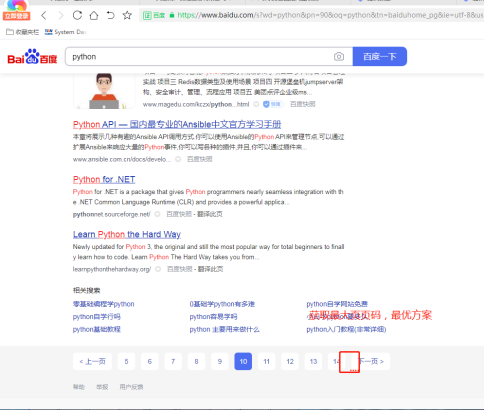 立即登录
百度 https://www.baidu.com/s?wd=python&pn=90&oq=python&tn=baiduhome_pg&ie=utf-8&us
收藏夹栏 System De
Bai du 百度 python 百度一下
实战 项目三 Redis数据类型及使用场景 项目四 开源堡垒机jumpserver架
构、安全审计、管理、流程应用 项目五 美团点评企业级ms...
www.magedu.com/kczx/python...html 百度快照
Python API — 国内最专业的Ansible中文官方学习手册
本章将展示几种有趣的Ansible API调用方式.你可以使用Ansible的Python API来管理节点,可以通过
扩展Ansible来响应大量的Python事件,你可以写各种的插件,并且,你可以通过插件来...
www.ansible.com.cn/docs/develo... 百度快照
Python for .NET
Python for .NET is a package that gives Python programmers nearly seamless integration with th
e .NET Common Language Runtime (CLR) and provides a powerful applica...
pythonnet.sourceforge.net/ 百度快照 - 翻译此页
Learn Python the Hard Way
Newly updated for Python 3, the original and still the most popular way for total beginners to finall
y learn how to code. Learn Python The Hard Way takes you from...
learnpythonthehardway.org/ 百度快照 - 翻译此页
相关搜索
零基础编程学python 0基础学python有多难 python自学网站免费
python自学行吗 python容易学吗
获取最大页页码，最优方案
python基础教程 python 主要用来做什么 python入门教程(非常详细)
< 上一页 5 6 7 8 9 10 11 12 13 14 下一页 >
帮助 举报 用户反馈